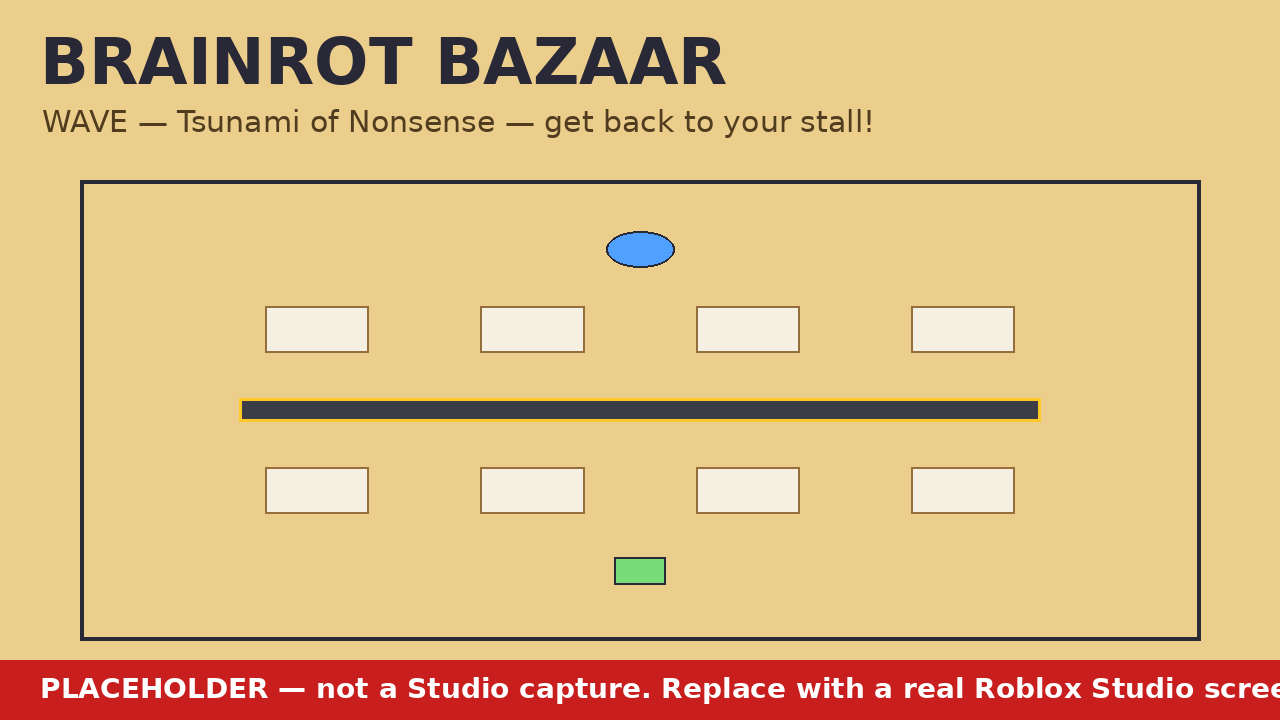 BRAINROT BAZAAR
WAVE — Tsunami of Nonsense — get back to your stall!
PLACEHOLDER — not a Studio capture. Replace with a real Roblox Studio scree